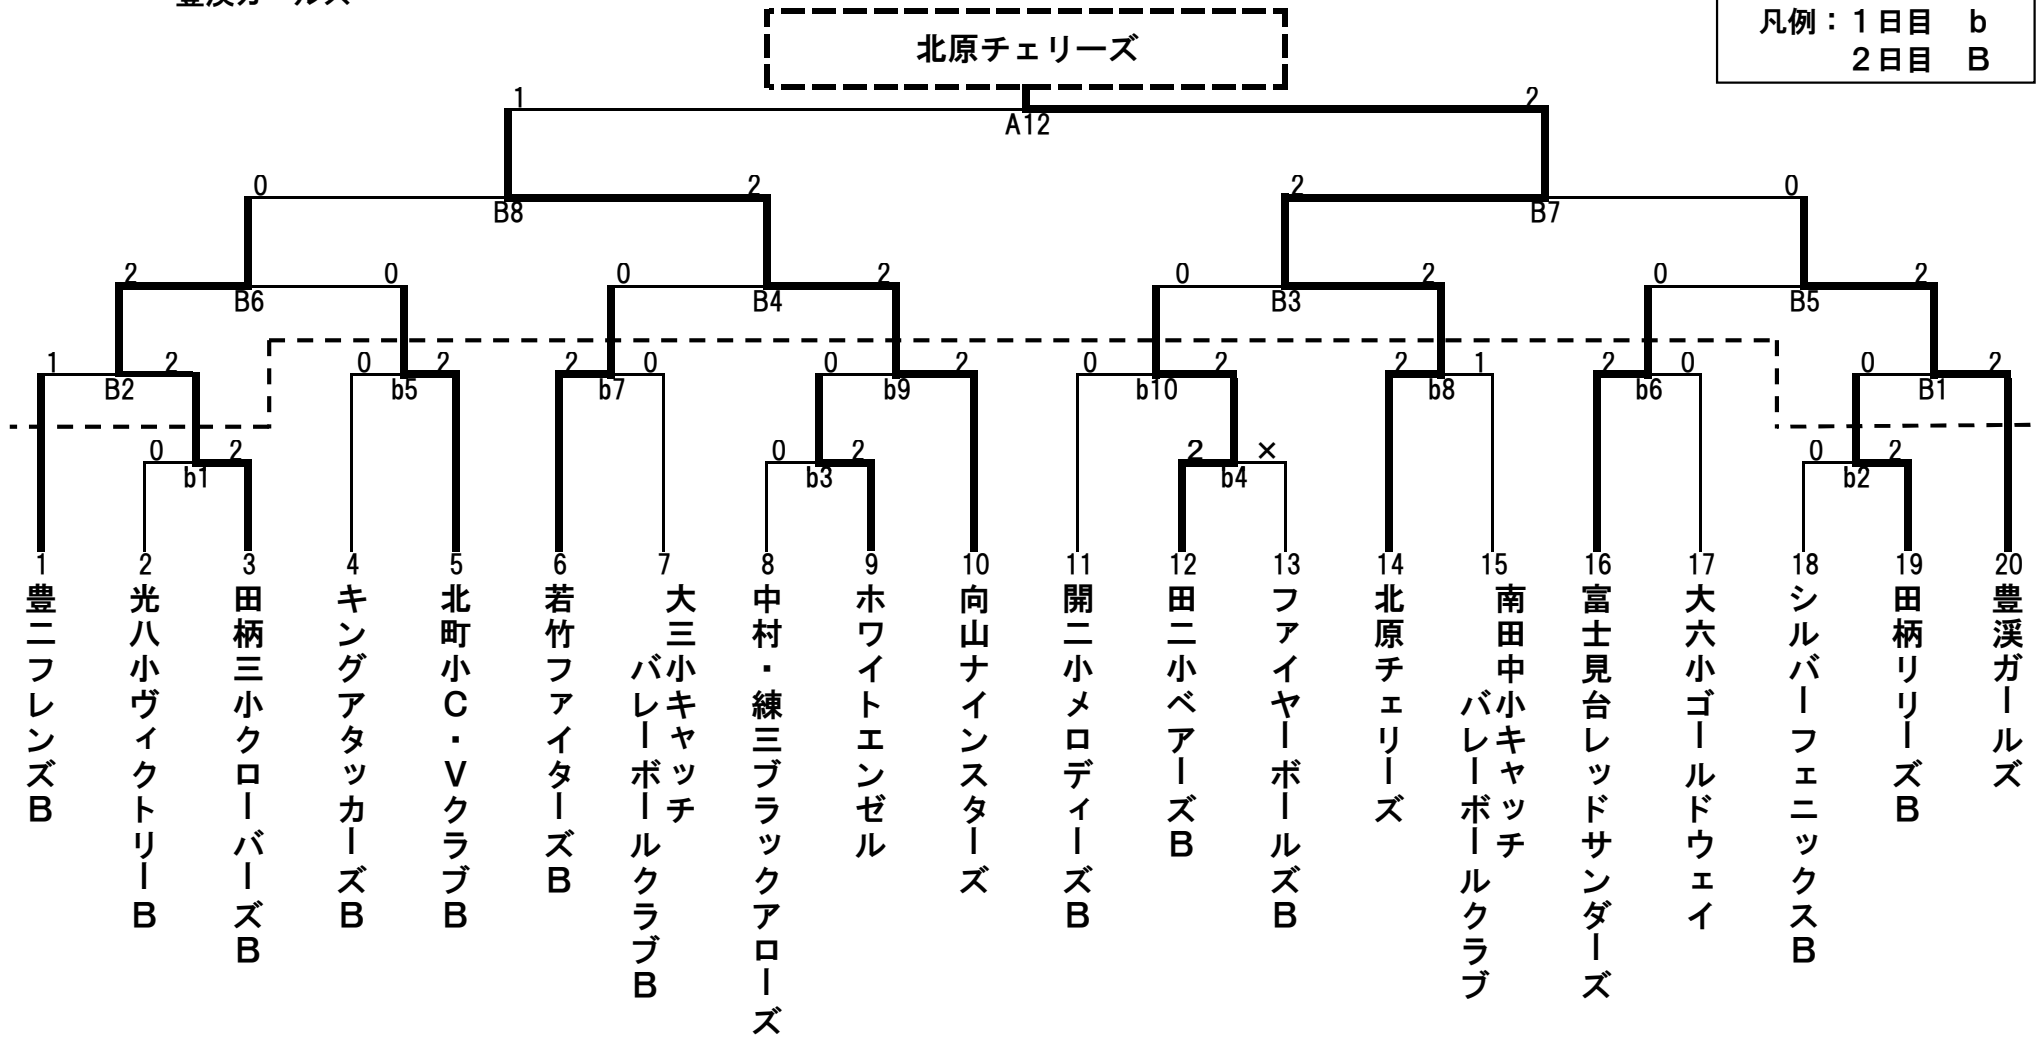 北原チェリーズ
凡例：１日目 b
２日目 B
1 2
A12
0 2 2 0
B8 B7
2 0 0 2 0 2 0 2
B6 B4 B3 B5
1 2 0 2 2 0 0 2 0 2 2 1 2 0 0 2
B2 b5 b7 b9 b10 b8 b6 B1
0 2 0 2 2 × 0 2
b1 b3 b4 b2
1 2 3 4 5 6 7 8 9 10 11 12 13 14 15 16 17 18 19 20
豊二フレンズB
光八小ヴィクトリーB
田柄三小クローバーズB
キングアタッカーズB
北町小C・VクラブB
若竹ファイターズB
大三小キャッチ
バレーボールクラブB
中村・練三ブラックアローズ
ホワイトエンゼル
向山ナインスターズ
開二小メロディーズB
田二小ベアーズB
ファイヤーボールズB
北原チェリーズ
南田中小キャッチ
バレーボールクラブ
富士見台レッドサンダーズ
大六小ゴールドウェイ
シルバーフェニックスB
田柄リリーズB
豊渓ガールズ